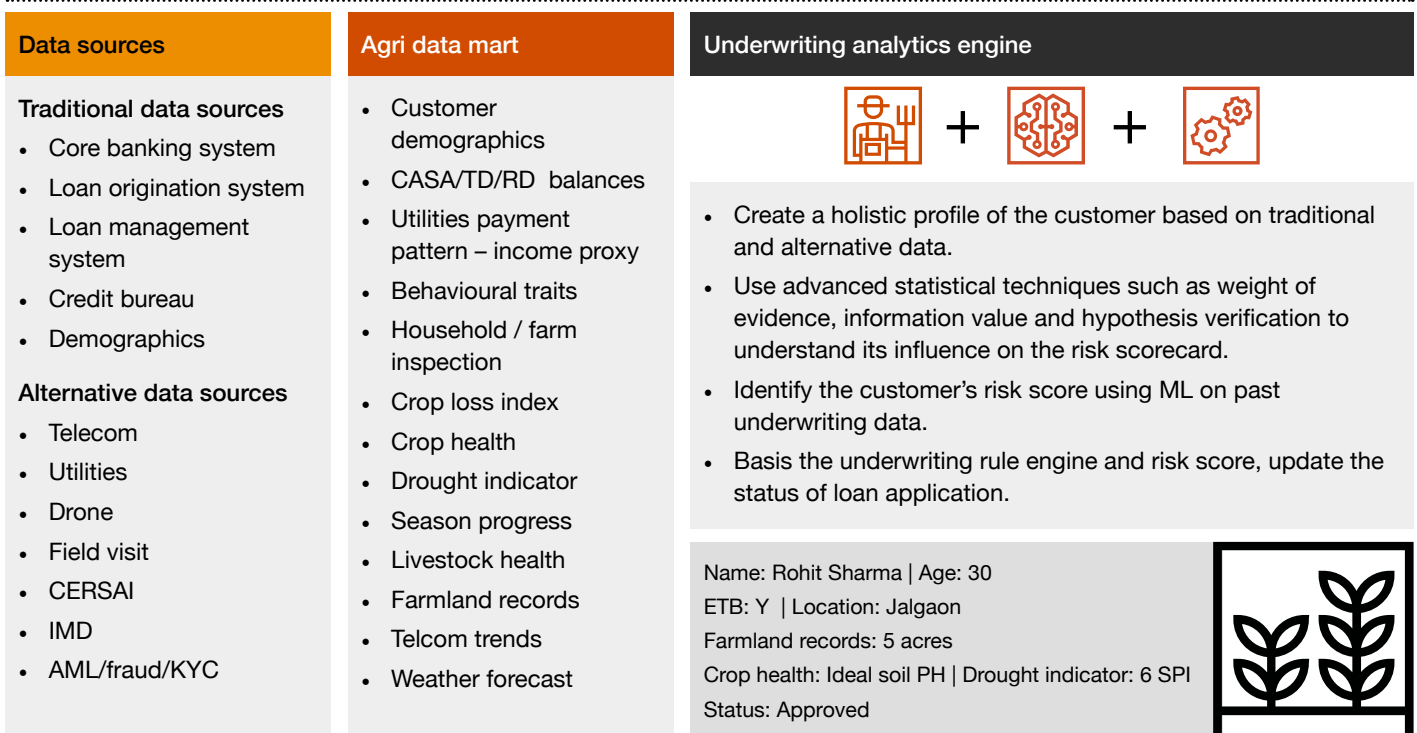 Data sources
Traditional data sources
• Core banking system
• Loan origination system
• Loan management
system
• Credit bureau
• Demographics
Alternative data sources
• Telecom
• Utilities
• Drone
• Field visit
• CERSAI
• IMD
• AML/fraud/KYC
Agri data mart
• Customer
demographics
• CASA/TD/RD balances
• Utilities payment
pattern – income proxy
• Behavioural traits
• Household / farm
inspection
• Crop loss index
• Crop health
• Drought indicator
• Season progress
• Livestock health
• Farmland records
• Telcom trends
• Weather forecast
Underwriting analytics engine
+ +
• Create a holistic profile of the customer based on traditional
and alternative data.
• Use advanced statistical techniques such as weight of
evidence, information value and hypothesis verification to
understand its influence on the risk scorecard.
• Identify the customer’s risk score using ML on past
underwriting data.
• Basis the underwriting rule engine and risk score, update the
status of loan application.
Name: Rohit Sharma | Age: 30
ETB: Y | Location: Jalgaon
Farmland records: 5 acres
Crop health: Ideal soil PH | Drought indicator: 6 SPI
Status: Approved